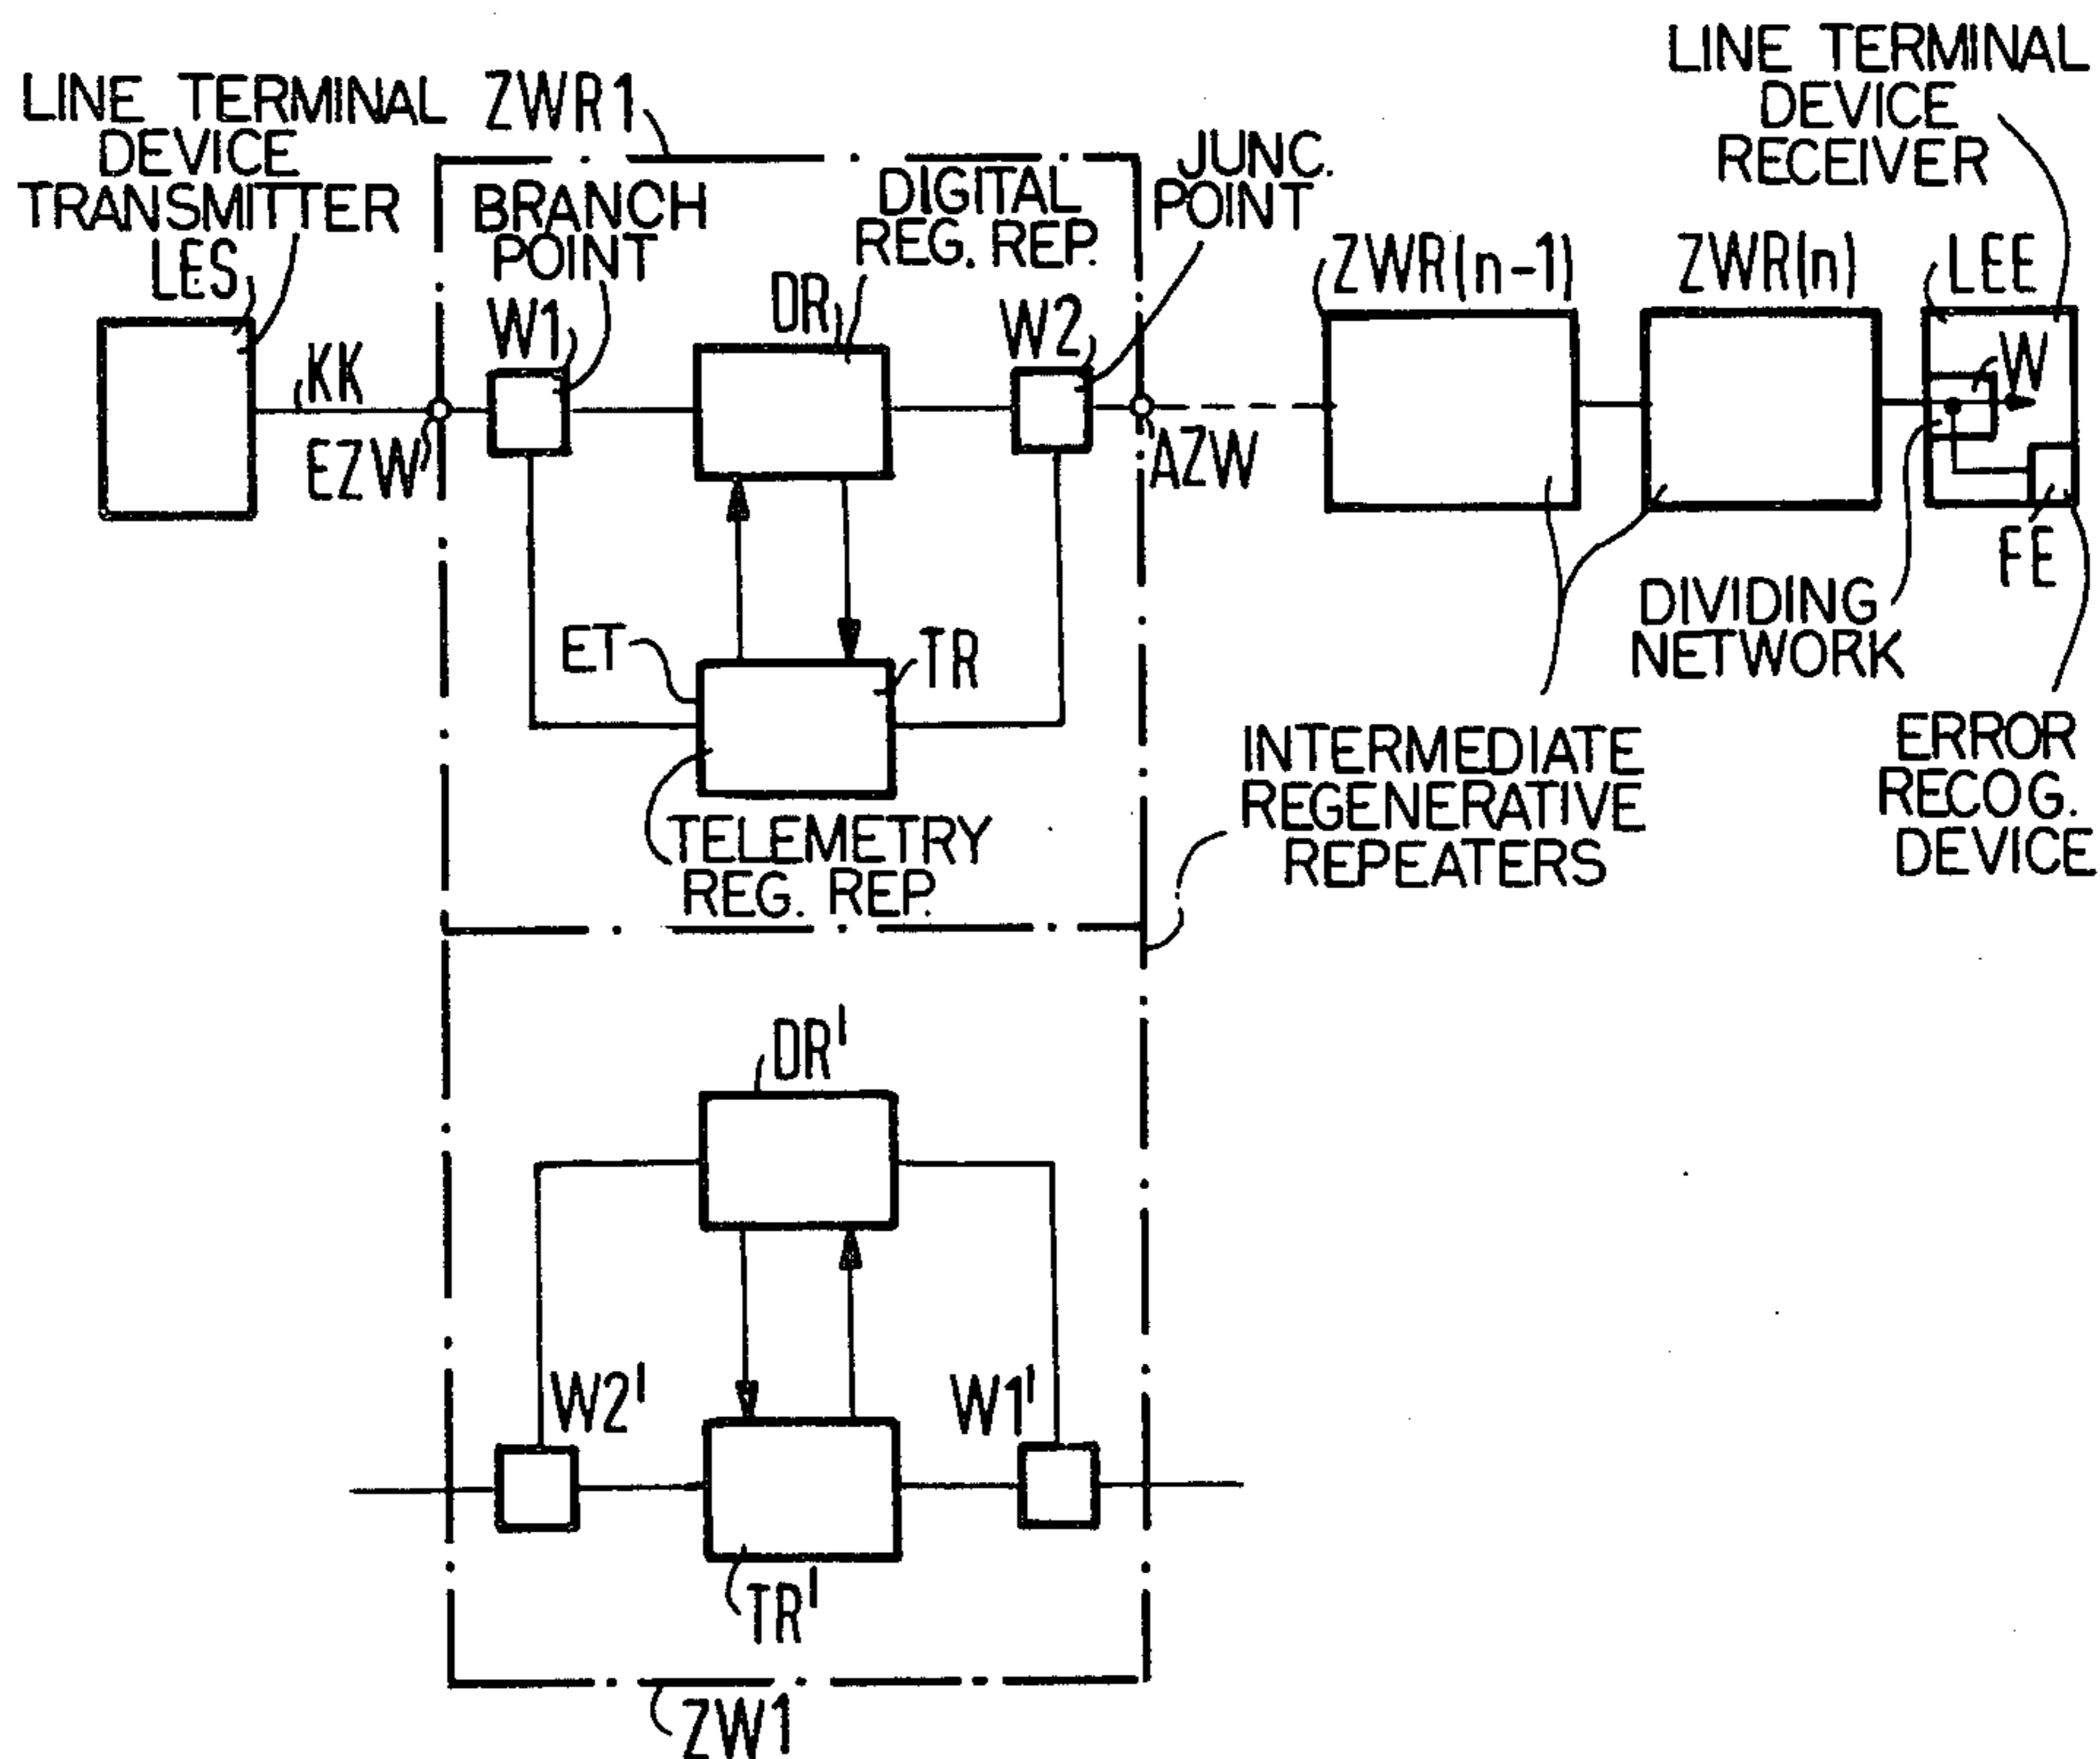 LINE TERMINAL
DEVICE
TRANSMITTER
LES
ZWR1
BRANCH
POINT
W1
DIGITAL
REG. REP.
DR
JUNC.
POINT
W2
KK
EZW
AZW
ZWR(n-1)
ZWR(n)
LINE TERMINAL
DEVICE
RECEIVER
LEE
W
FE
DIVIDING
NETWORK
ERROR
RECOG.
DEVICE
ET
TR
TELEMETRY
REG. REP.
INTERMEDIATE
REGENERATIVE
REPEATERS
DR'
W2'
W1'
TR'
ZW1